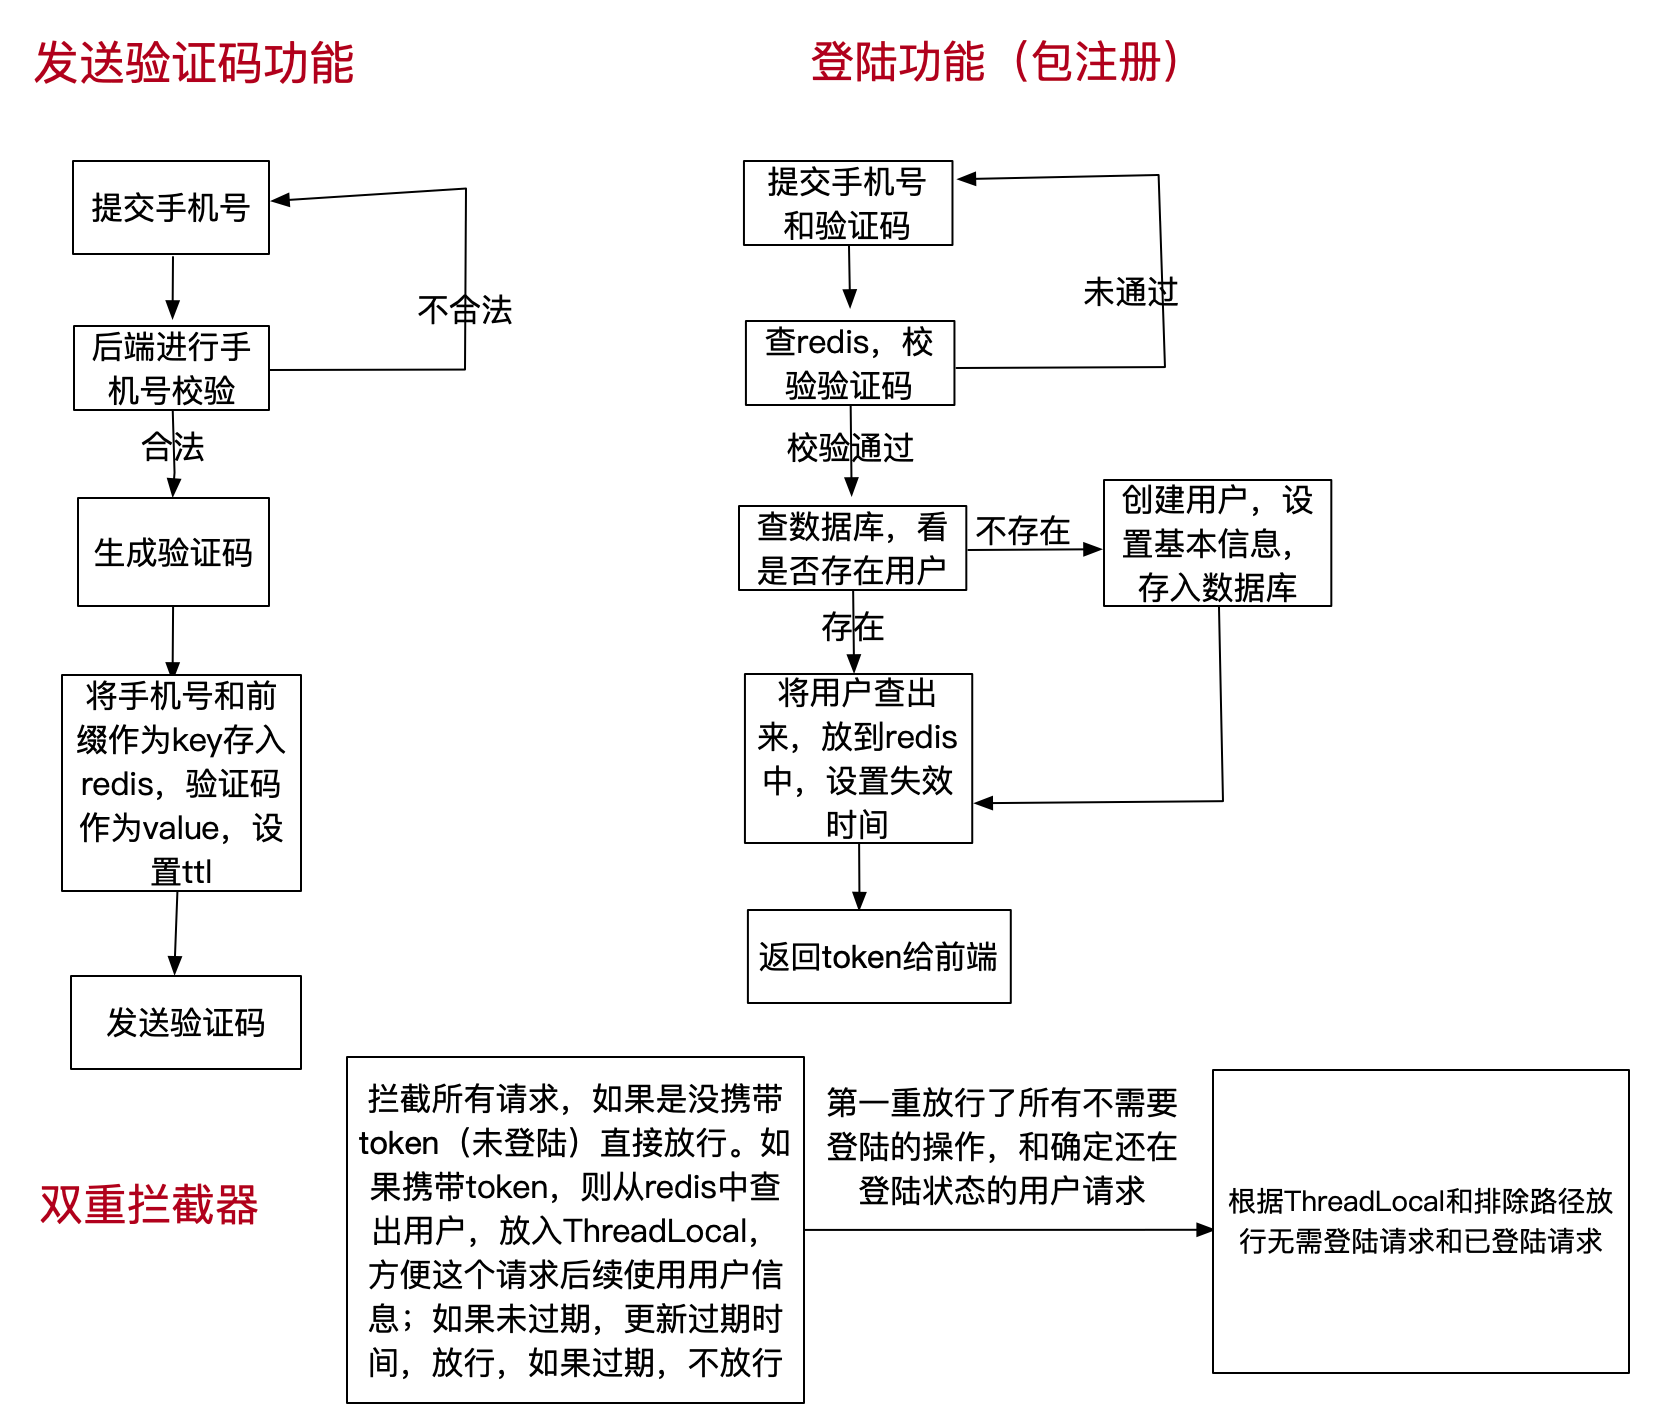 发送验证码功能
提交手机号
不合法
后端进行手
机号校验
合法
生成验证码
将手机号和前
缀作为key存入
redis，验证码
作为value，设
置ttl
发送验证码
登陆功能（包注册)
提交手机号
和验证码
未通过
查redis，校
验验证码
校验通过
查数据库，看
是否存在用户
不存在
创建用户，设
置基本信息，
存入数据库
存在
将用户查出
来，放到redis
中，设置失效
时间
返回token给前端
双重拦截器
拦截所有请求，如果是没携带
token（未登陆）直接放行。如
果携带token，则从redis中查
出用户，放入ThreadLocal，
方便这个请求后续使用用户信
息；如果未过期，更新过期时
间，放行，如果过期，不放行
第一重放行了所有不需要
登陆的操作，和确定还在
登陆状态的用户请求
根据ThreadLocal和排除路径放
行无需登陆请求和已登陆请求